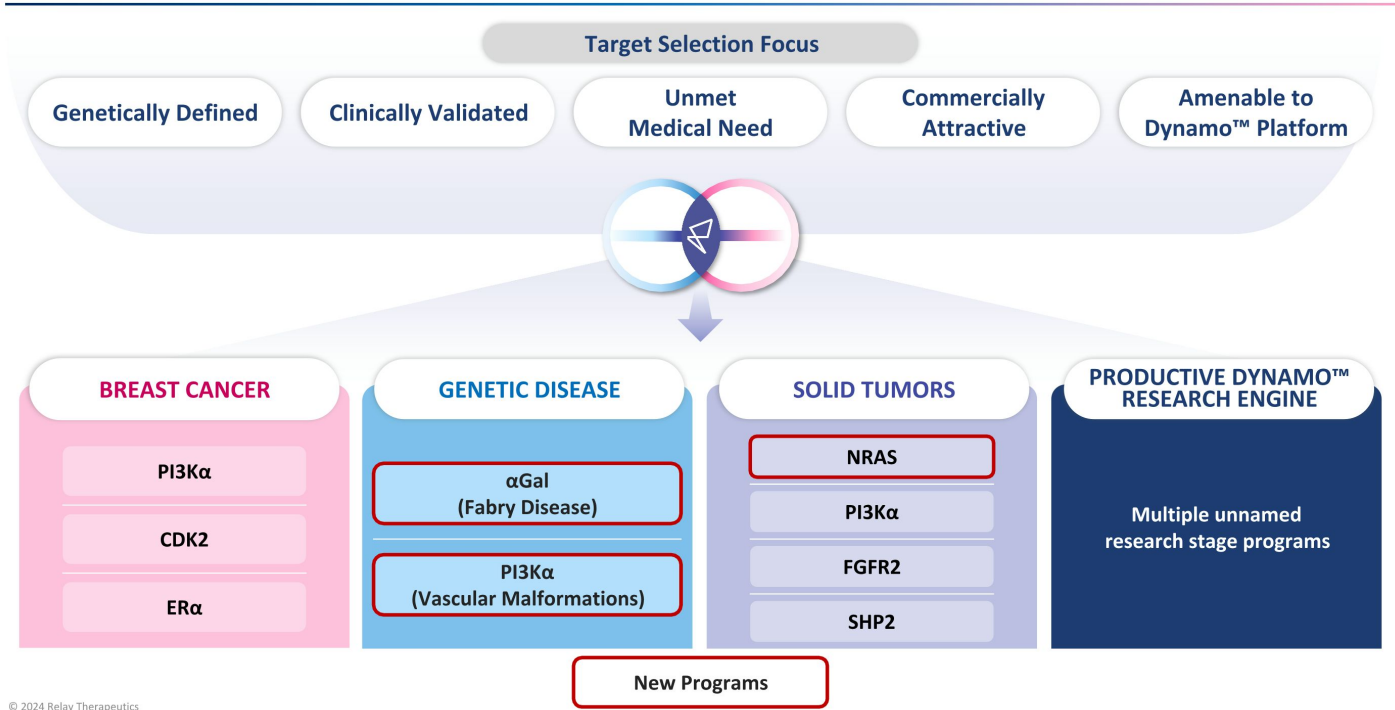 Target Selection Focus
Genetically Defined
Clinically Validated
Unmet
Medical Need
Commercially
Attractive
Amenable to
Dynamo™ Platform
BREAST CANCER
PI3Kα
CDK2
ERα
GENETIC DISEASE
αGal
(Fabry Disease)
PI3Kα
(Vascular Malformations)
SOLID TUMORS
NRAS
PI3Kα
FGFR2
SHP2
PRODUCTIVE DYNAMO™
RESEARCH ENGINE
Multiple unnamed
research stage programs
New Programs
© 2024 Relay Therapeutics